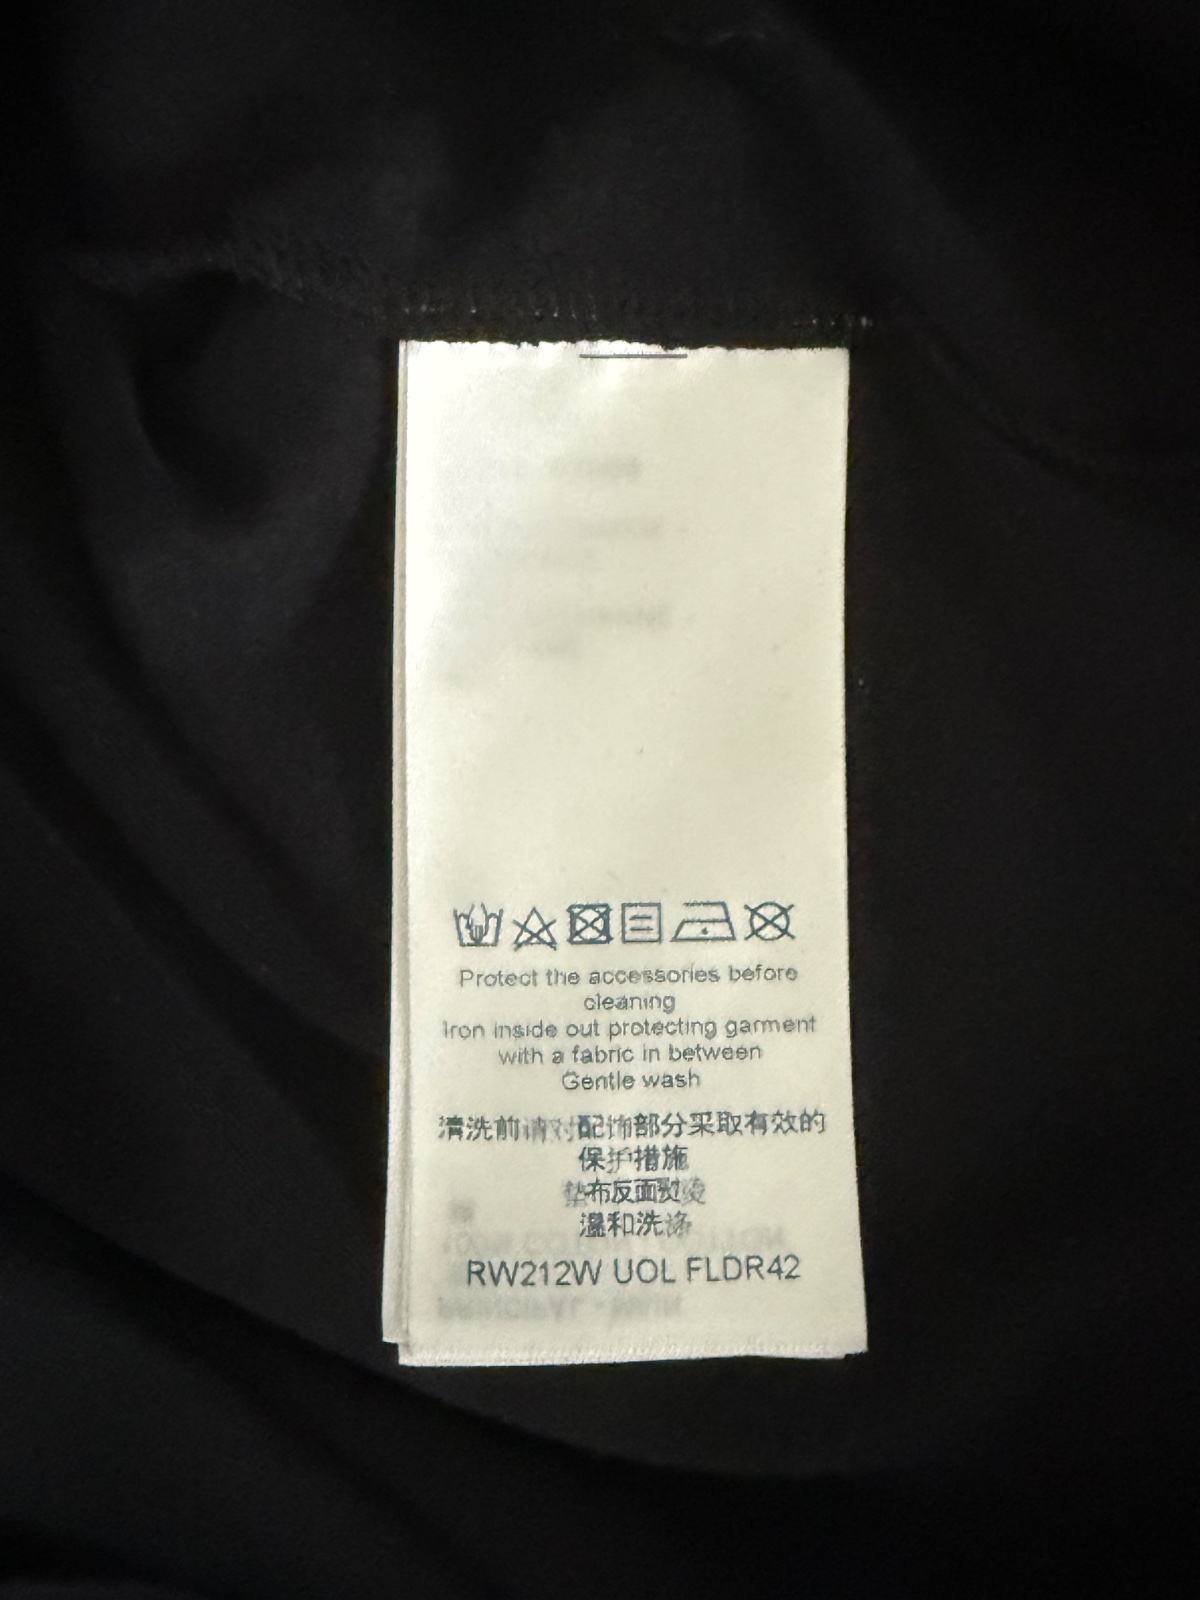 Protect the accessories before
cleaning
Iron inside out protecting garment
with a fabric in between
Gentle wash
清洗前请对配饰部分采取有效的
保护措施
垫布反面熨烫
温和洗涤
RW212W UOL FLDR42